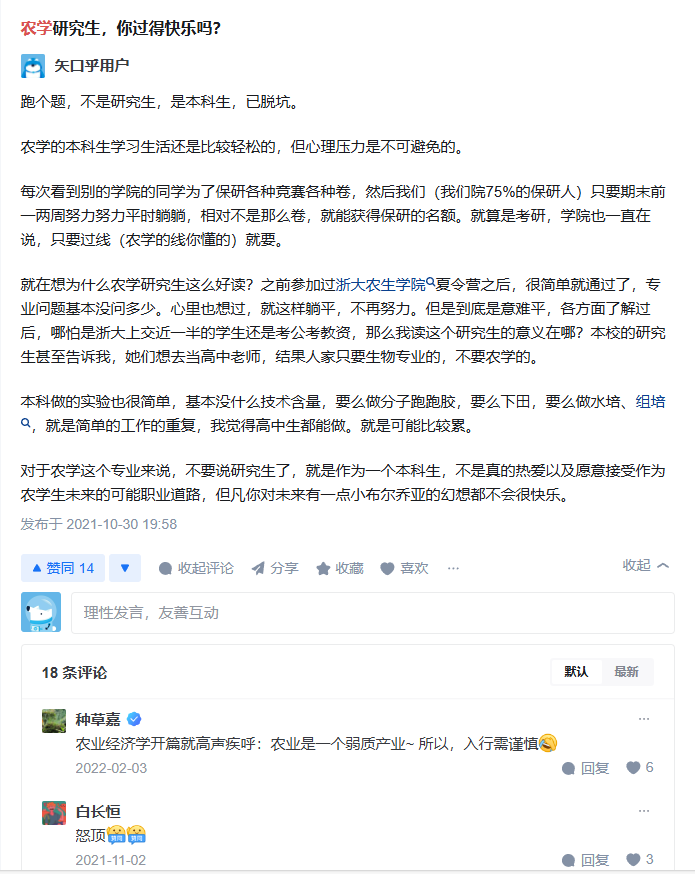 农学研究生，你过得快乐吗？
矢口乎用户
跑个题，不是研究生，是本科生，已脱坑。
农学的本科生学习生活还是比较轻松的，但心理压力是不可避免的。
每次看到别的学院的同学为了保研各种竞赛各种卷，然后我们（我们院75%的保研人）只要期末前
一两周努力努力平时躺躺，相对不是那么卷，就能获得保研的名额。就算是考研，学院也一直在
说，只要过线（农学的线你懂的）就要。
就在想为什么农学研究生这么好读？之前参加过浙大农生学院夏令营之后，很简单就通过了，专
业问题基本没问多少。心里也想过，就这样躺平，不再努力。但是到底是意难平，各方面了解过
后，哪怕是浙大上交近一半的学生还是考公考教资，那么我读这个研究生的意义在哪？本校的研究
生甚至告诉我，她们想去当高中老师，结果人家只要生物专业的，不要农学的。
本科做的实验也很简单，基本没什么技术含量，要么做分子跑跑胶，要么下田，要么做水培、组培
，就是简单的工作的重复，我觉得高中生都能做。就是可能比较累。
对于农学这个专业来说，不要说研究生了，就是作为一个本科生，不是真的热爱以及愿意接受作为
农学生未来的可能职业道路，但凡你对未来有一点小布尔乔亚的幻想都不会很快乐。
发布于 2021-10-30 19:58
赞同 14 收起评论 分享 收藏 喜欢 ··· 收起
理性发言，友善互动
18 条评论 默认 最新
种草嘉 ···
农业经济学开篇就高声疾呼：农业是一个弱质产业~ 所以，入行需谨慎
2022-02-03 回复 6
白长恒 ···
怒顶
2021-11-02 回复 3